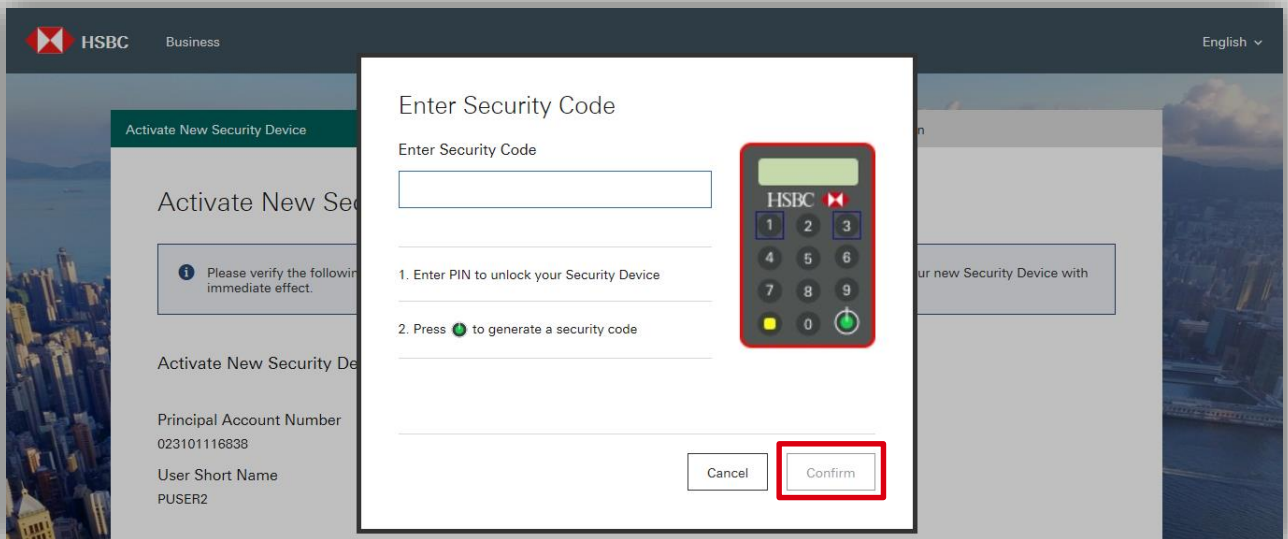 HSBC
Business
English
Activate New Security Device
n
Enter Security Code
Enter Security Code
HSBC
1 2 3
4 5 6
7 8 9
0
1. Enter PIN to unlock your Security Device
2. Press to generate a security code
Cancel
Confirm
Activate New Sec
Please verify the followin
ur new Security Device with
immediate effect.
Activate New Security De
Principal Account Number
023101116838
User Short Name
PUSER2